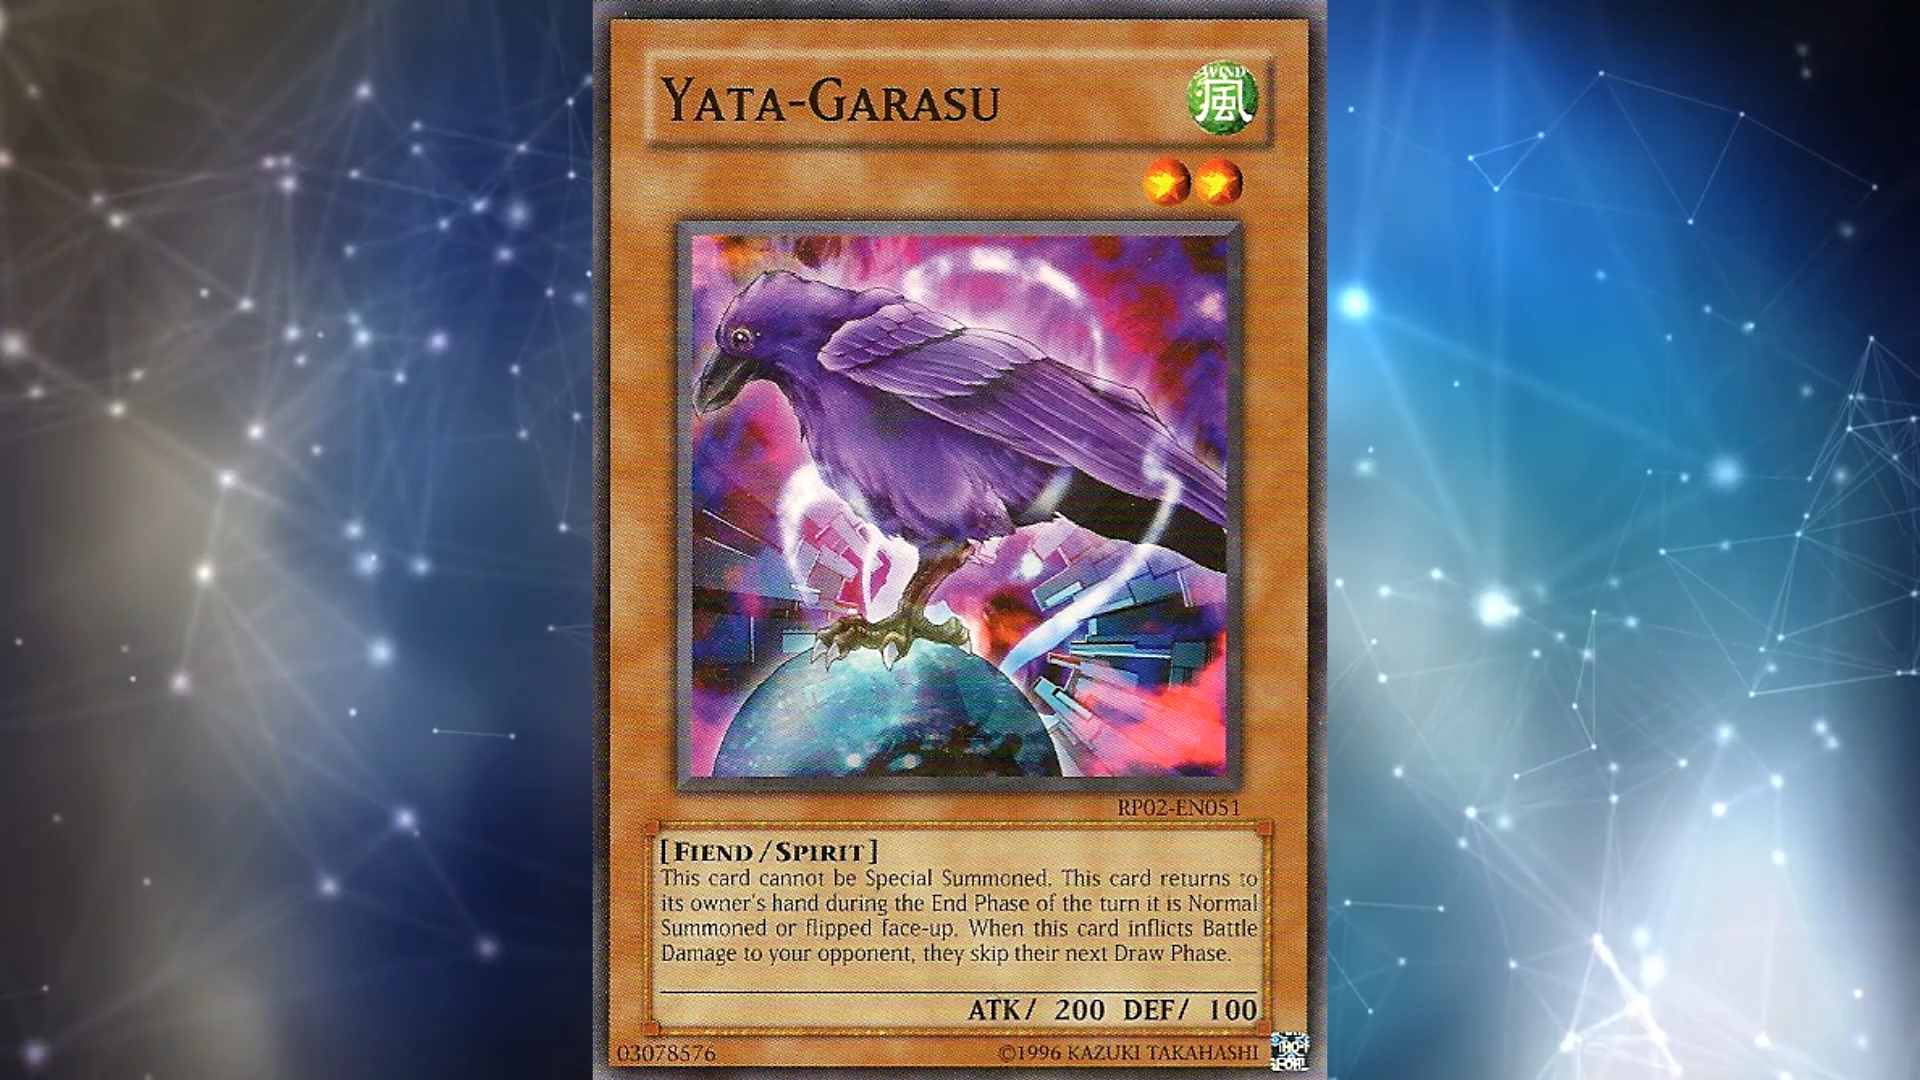 YATA-GARASU
WIND
風
RP02-EN051
[FIEND/SPIRIT]
This card cannot be Special Summoned. This card returns to
its owner's hand during the End Phase of the turn it is Normal
Summoned or flipped face-up. When this card inflicts Battle
Damage to your opponent, they skip their next Draw Phase.
ATK/ 200 DEF/ 100
03078576
©1996 KAZUKI TAKAHASHI